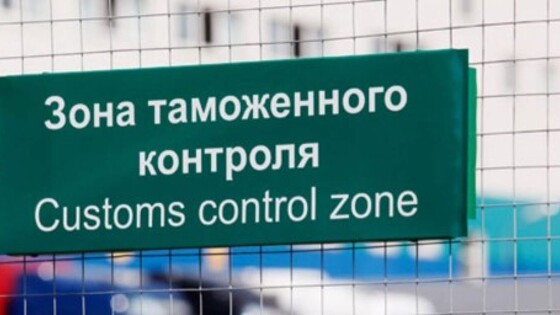 Зона таможенного
контроля
Customs control zone